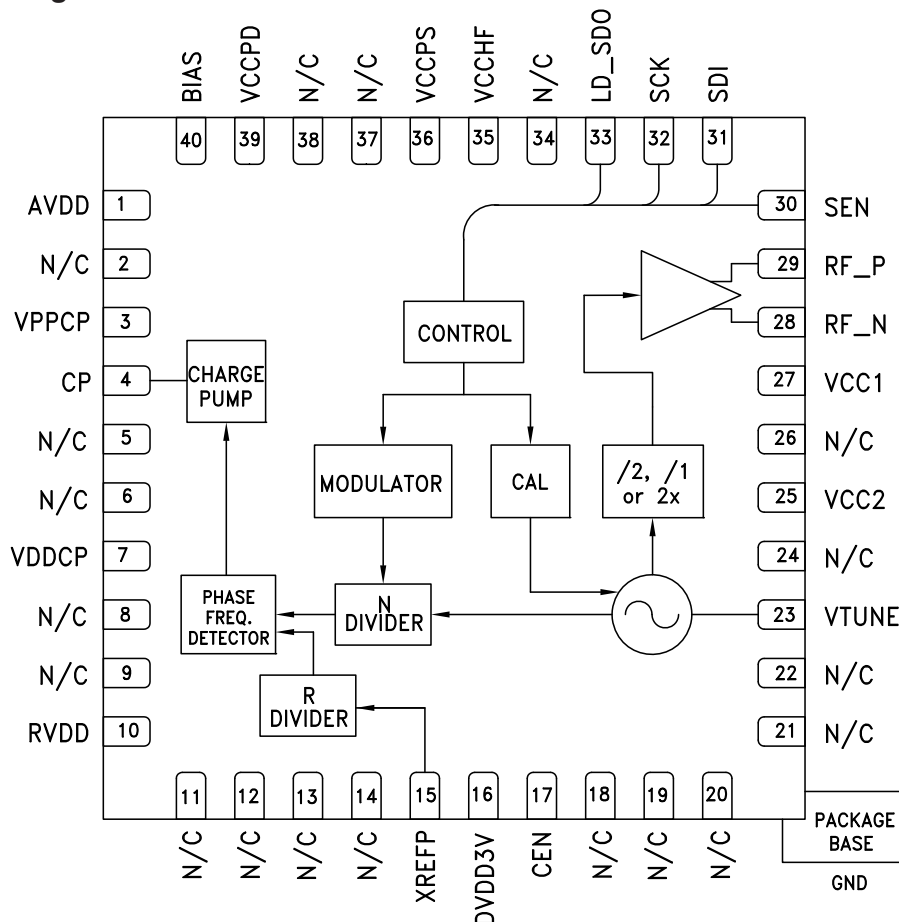 BIAS
VCCPD
N/C
N/C
VCCPS
VCCHF
N/C
LD_SDO
SCK
SDI
40
39
38
37
36
35
34
33
32
31
AVDD
1
30
SEN
N/C
2
29
RF_P
VPPCP
3
28
RF_N
CONTROL
CP
4
CHARGE
PUMP
27
VCC1
N/C
5
26
N/C
MODULATOR
CAL
/2, /1
or 2x
N/C
6
25
VCC2
VDDCP
7
24
N/C
PHASE
FREQ.
DETECTOR
N
DIVIDER
N/C
8
23
VTUNE
N/C
9
22
N/C
R
DIVIDER
RVDD
10
21
N/C
11
12
13
14
15
16
17
18
19
20
N/C
N/C
N/C
N/C
XREFP
DVDD3V
CEN
N/C
N/C
N/C
PACKAGE
BASE
GND